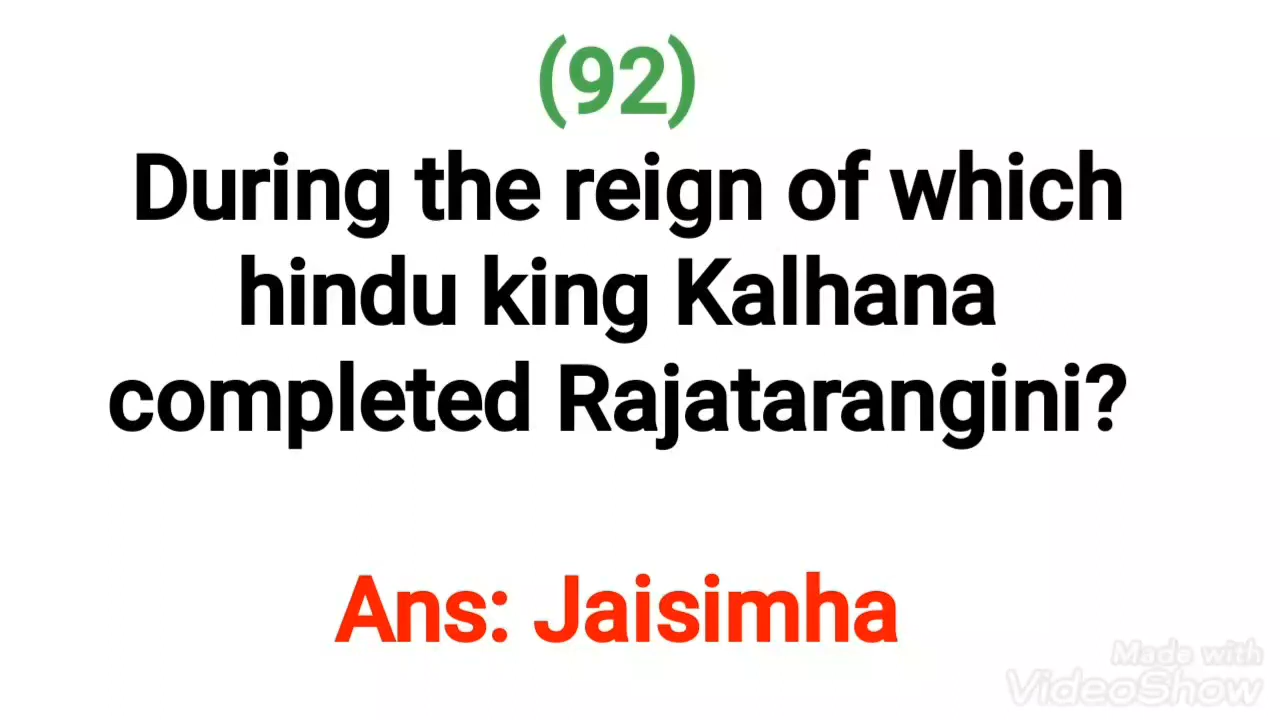 (92)
During the reign of which
hindu king Kalhana
completed Rajatarangini?
Ans: Jaisimha
Made with
VideoShow